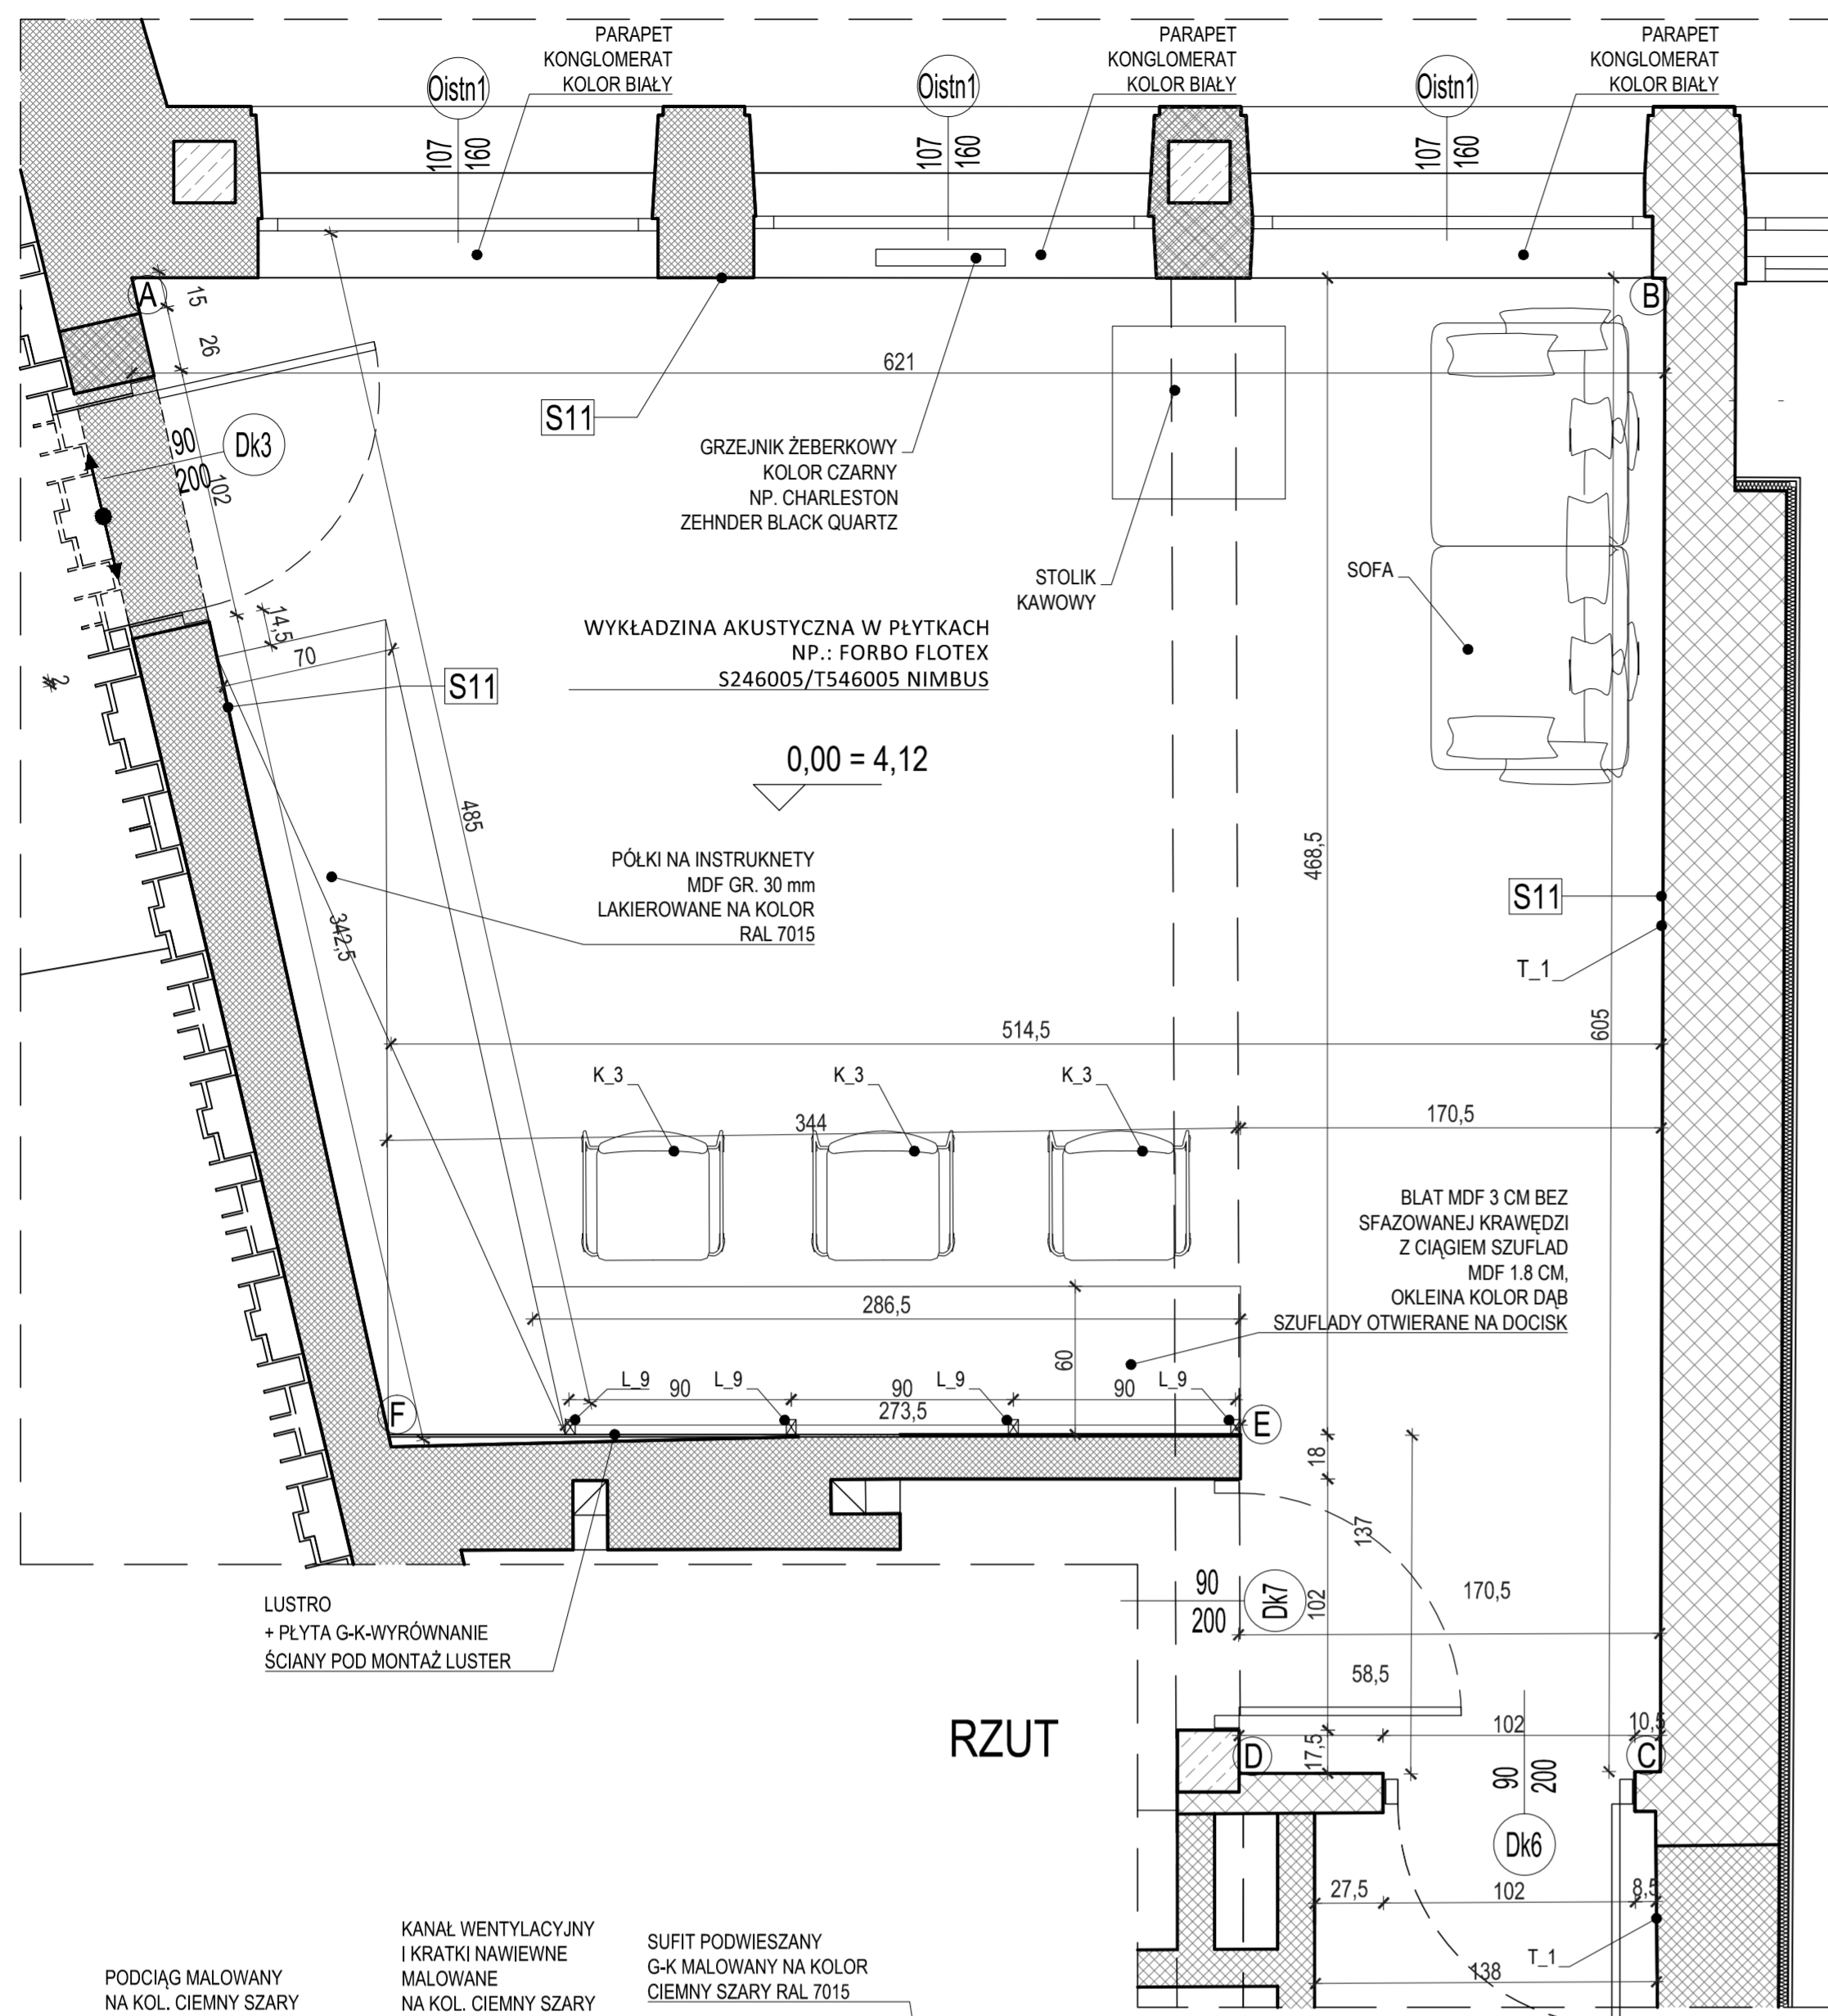 PARAPET
KONGLOMERAT
KOLOR BIAŁY
PARAPET
KONGLOMERAT
KOLOR BIAŁY
PARAPET
KONGLOMERAT
KOLOR BIAŁY
Oistn1
Oistn1
Oistn1
107
160
107
160
107
160
A
B
15
26
621
S11
Dk3
90
200
102
GRZEJNIK ŻEBERKOWY
KOLOR CZARNY
NP. CHARLESTON
ZEHNDER BLACK QUARTZ
STOLIK
KAWOWY
SOFA
14,5
70
WYKŁADZINA AKUSTYCZNA W PŁYTKACH
NP.: FORBO FLOTEX
S246005/T546005 NIMBUS
S11
2
0,00 = 4,12
485
468,5
PÓŁKI NA INSTRUKNETY
MDF GR. 30 mm
LAKIEROWANE NA KOLOR
RAL 7015
342,5
S11
T_1
605
514,5
K_3
K_3
K_3
344
170,5
BLAT MDF 3 CM BEZ
SFAZOWANEJ KRAWĘDZI
Z CIĄGIEM SZUFLAD
MDF 1.8 CM,
OKLEINA KOLOR DĄB
SZUFLADY OTWIERANE NA DOCISK
286,5
60
L_9
90
L_9
90
L_9
90
L_9
273,5
F
E
18
137
LUSTRO
+ PŁYTA G-K-WYRÓWNANIE
ŚCIANY POD MONTAŻ LUSTER
90
200
Dk7
102
170,5
58,5
RZUT
102
10,5
17,5
D
C
90
200
Dk6
27,5
102
8,5
T_1
138
PODCIĄG MALOWANY
NA KOL. CIEMNY SZARY
KANAŁ WENTYLACYJNY
I KRATKI NAWIEWNE
MALOWANE
NA KOL. CIEMNY SZARY
SUFIT PODWIESZANY
G-K MALOWANY NA KOLOR
CIEMNY SZARY RAL 7015